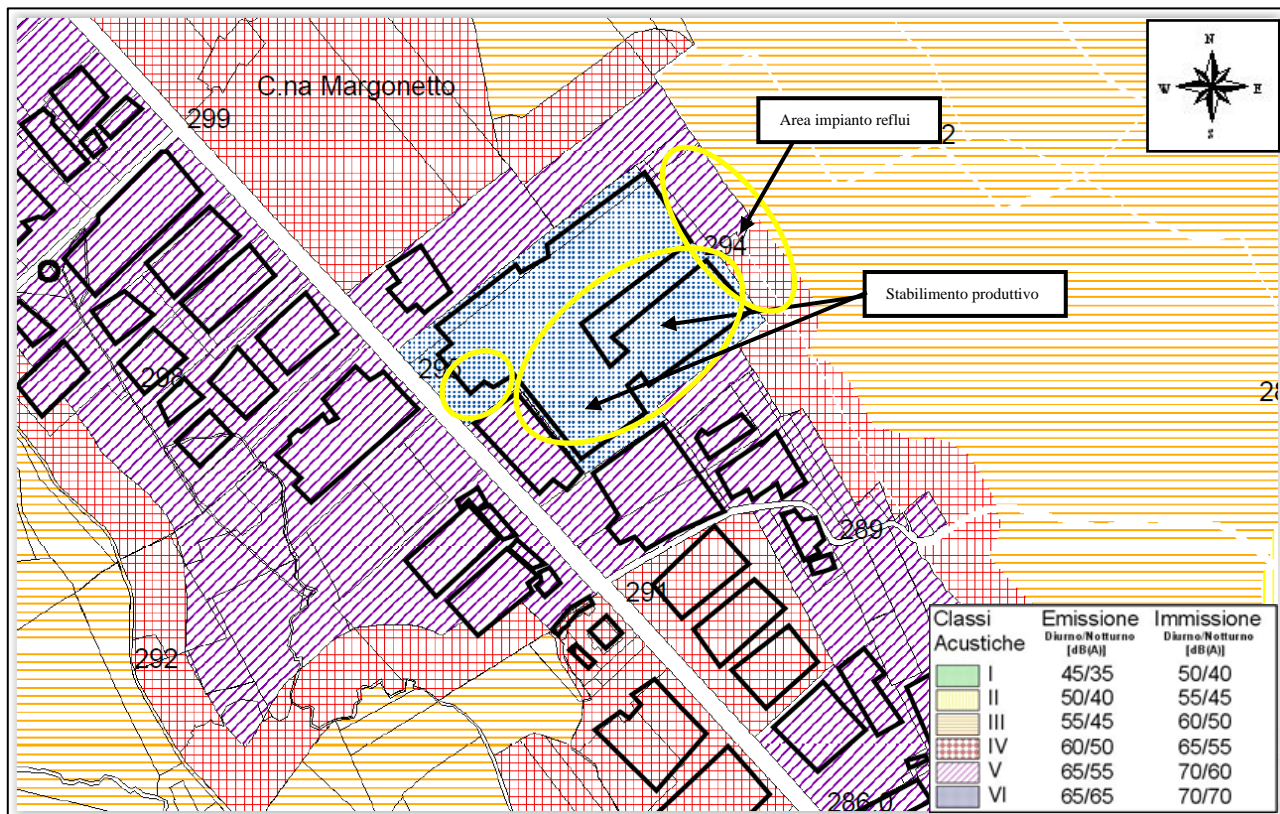 N
W E
S
C.na Margonetto
299
Area impianto reflui
2
294
Stabilimento produttivo
298
289
291
292
286.0
Classi Acustiche
Emissione
Diurno/Notturno
[dB(A)]
Immissione
Diurno/Notturno
[dB(A)]
I 45/35 50/40
II 50/40 55/45
III 55/45 60/50
IV 60/50 65/55
V 65/55 70/60
VI 65/65 70/70